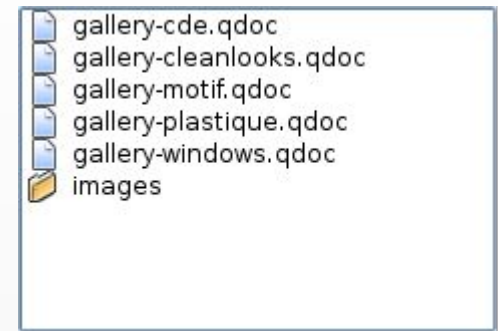 gallery-cde.qdoc
gallery-cleanlooks.qdoc
gallery-motif.qdoc
gallery-plastique.qdoc
gallery-windows.qdoc
images